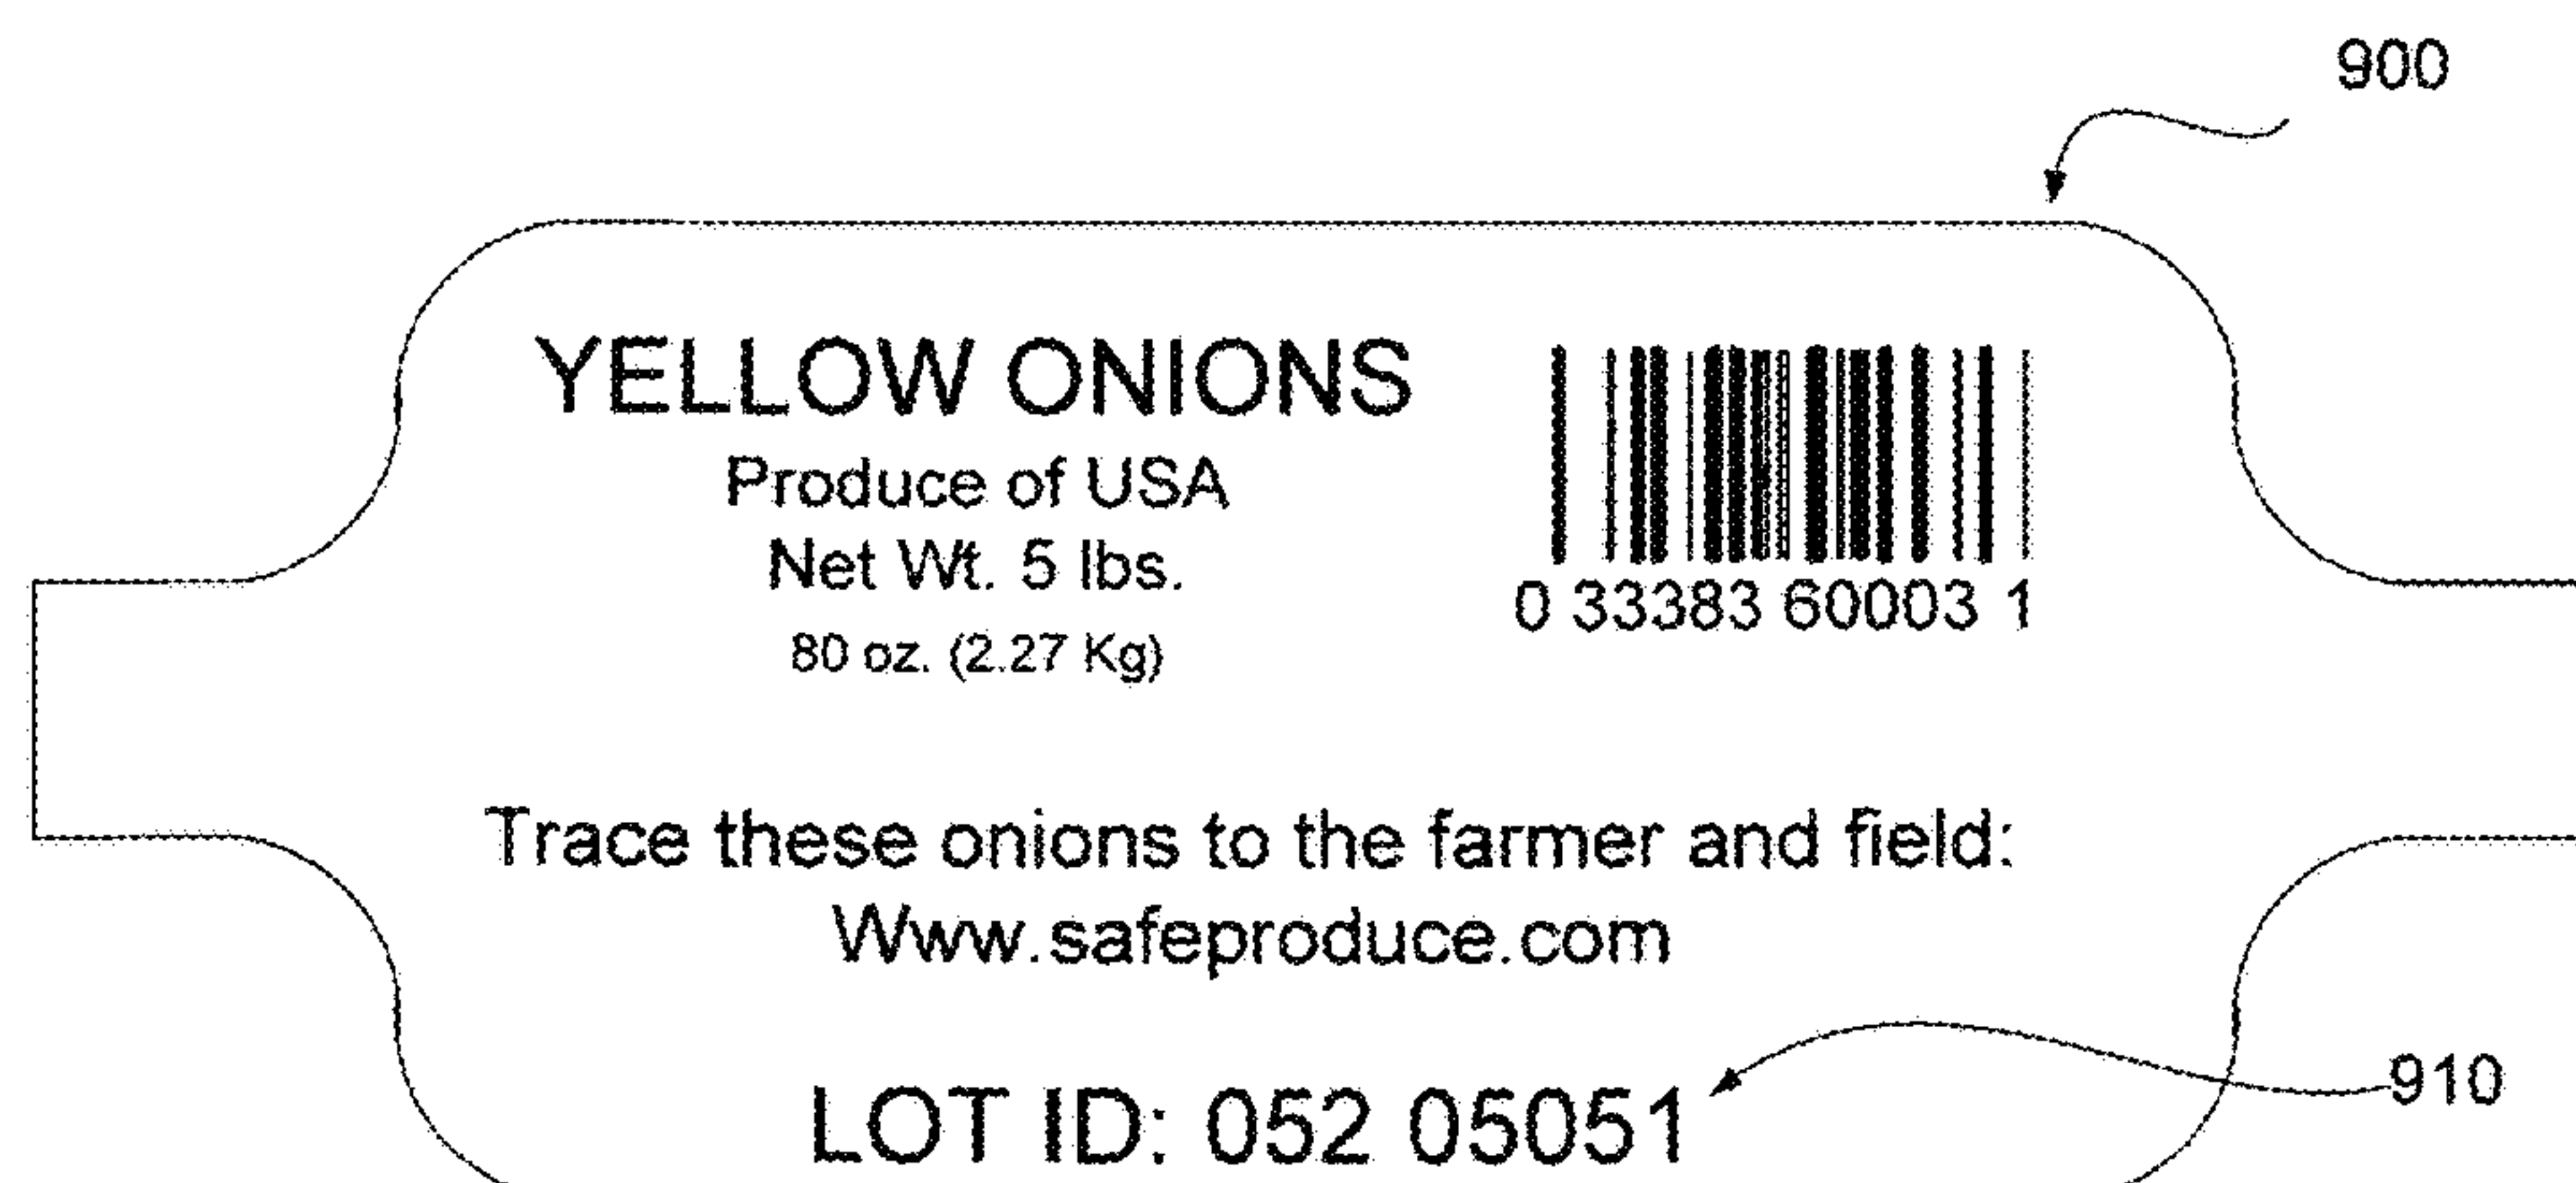 900
YELLOW ONIONS
Produce of USA
Net Wt. 5 lbs.
80 oz. (2.27 Kg)
0 33383 60003 1
Trace these onions to the farmer and field:
Www.safeproduce.com
910
LOT ID: 052 05051